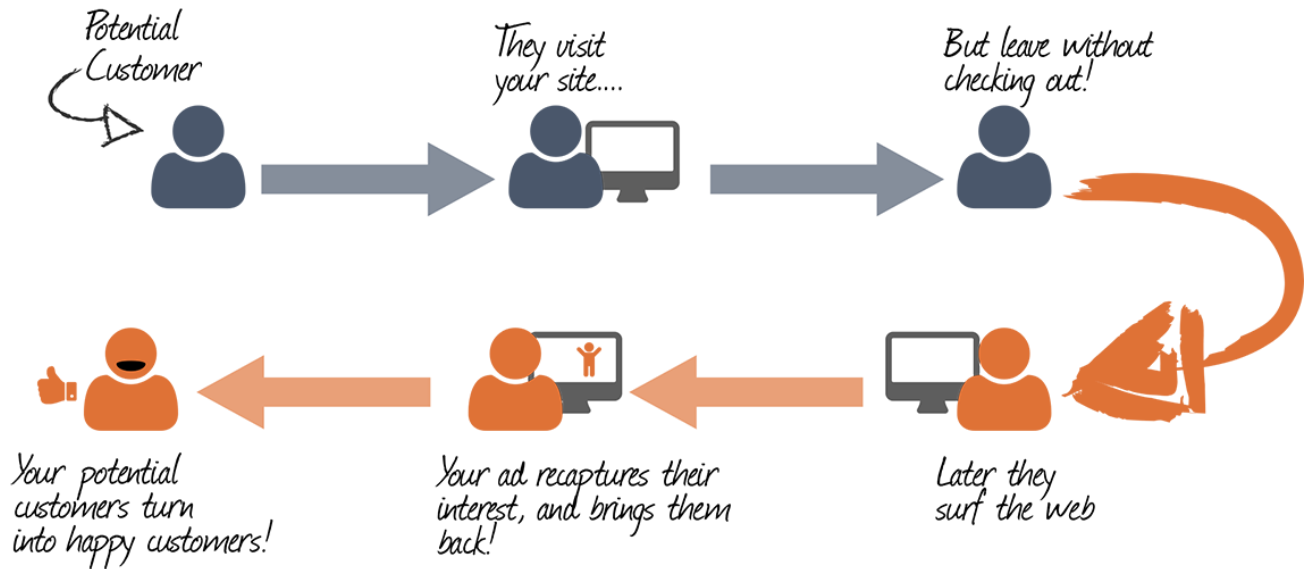 Potential
Customer
They visit
your site....
But leave without
checking out!
Later they
surf the web
Your ad recaptures their
interest, and brings them
back!
Your potential
customers turn
into happy customers!